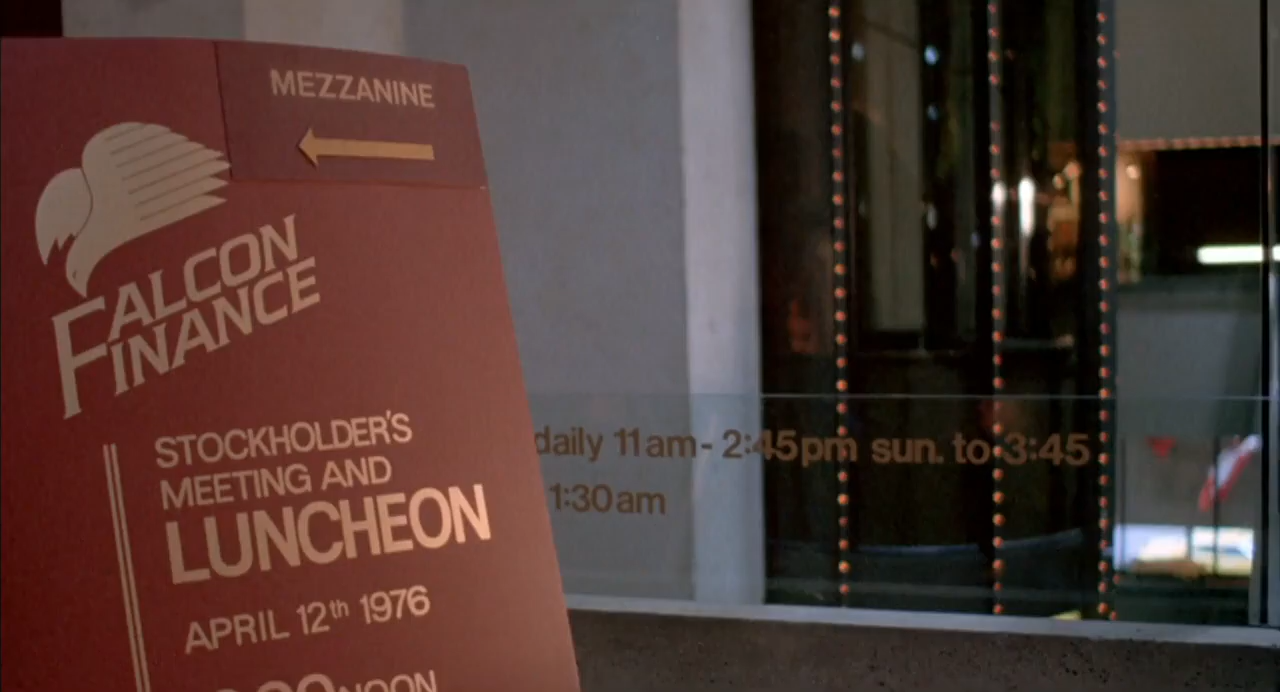 MEZZANINE
FALCON
FINANCE
STOCKHOLDER'S
MEETING AND
LUNCHEON
APRIL 12th 1976
NOON
daily 11am - 2:45pm sun. to 3:45
1:30am